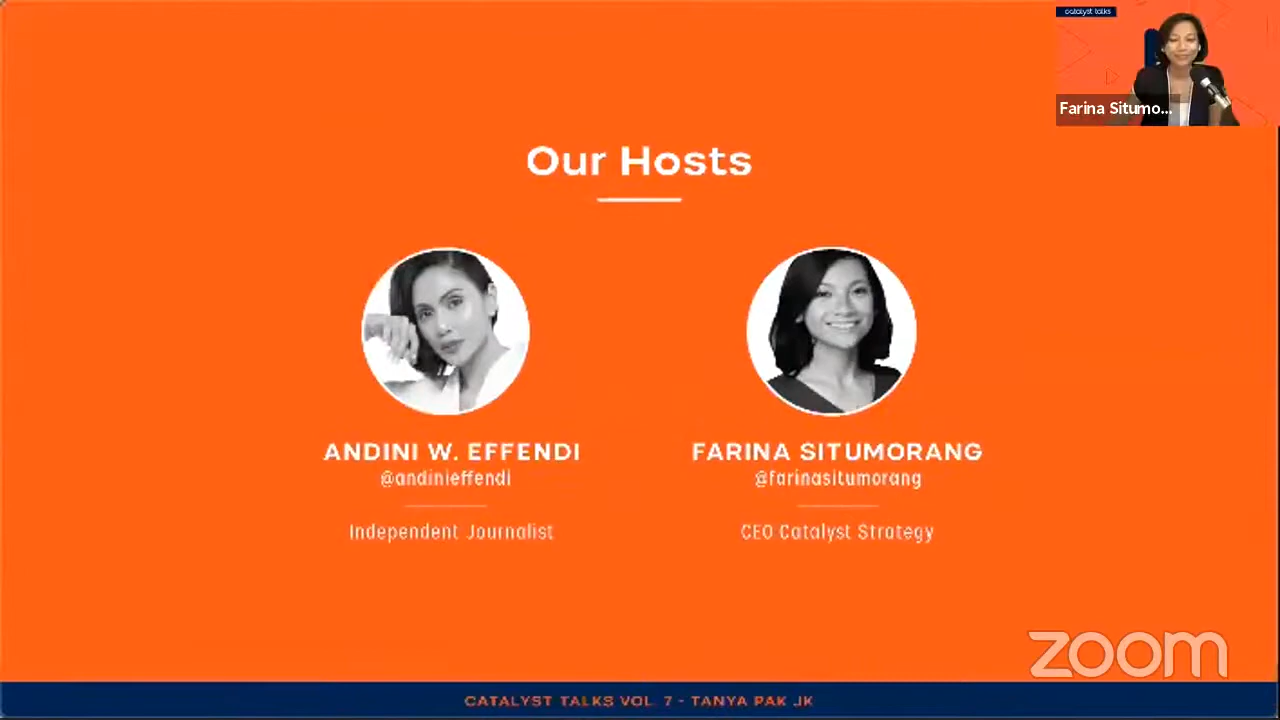 catalyst talks
Farina Situmo...
Our Hosts
ANDINI W. EFFENDI
@andinieffendi
Independent Journalist
FARINA SITUMORANG
@farinasitumorang
CEO Catalyst Strategy
zoom
CATALYST TALKS VOL. 7 - TANYA PAK JK